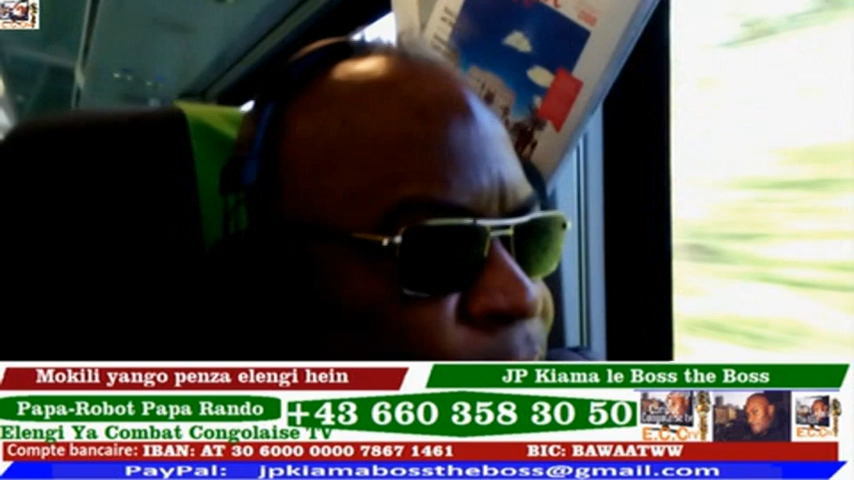 Mokili yango penza elengi hein
JP Kiama le Boss the Boss
Papa-Robot Papa Rando
+43 660 358 30 50
Elengi Ya Combat Congolaise TV
E.C.C.tv
E.C.C.tv
Compte bancaire: IBAN: AT 30 6000 0000 7867 1461 BIC: BAWAATWW
PayPal: jpkiamabosstheboss@gmail.com